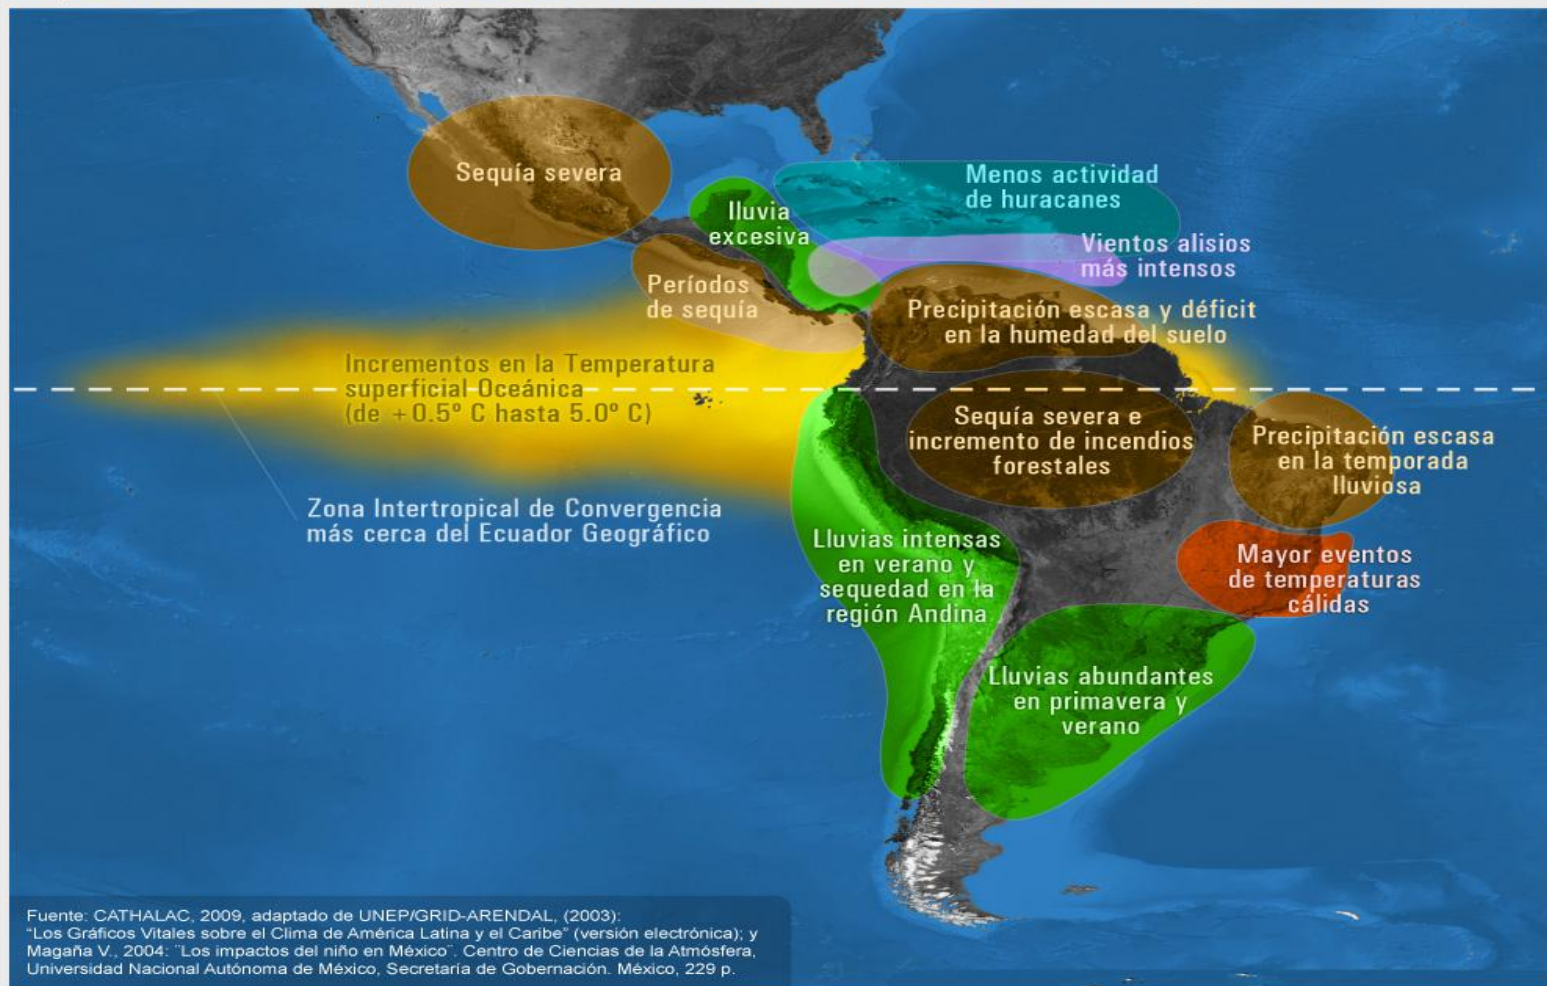 Sequía severa
Menos actividad
de huracanes
lluvia
excesiva
Vientos alisios
más intensos
Períodos
de sequía
Precipitación escasa y déficit
en la humedad del suelo
Incrementos en la Temperatura
superficial Oceánica
(de +0.5º C hasta 5.0º C)
Sequía severa e
incremento de incendios
forestales
Precipitación escasa
en la temporada
lluviosa
Zona Intertropical de Convergencia
más cerca del Ecuador Geográfico
Lluvias intensas
en verano y
sequedad en la
región Andina
Mayor eventos
de temperaturas
cálidas
Lluvias abundantes
en primavera y
verano
Fuente: CATHALAC, 2009, adaptado de UNEP/GRID-ARENDAL, (2003):
"Los Gráficos Vitales sobre el Clima de América Latina y el Caribe" (versión electrónica); y
Magaña V., 2004: ¨Los impactos del niño en México¨. Centro de Ciencias de la Atmósfera,
Universidad Nacional Autónoma de México, Secretaría de Gobernación. México, 229 p.